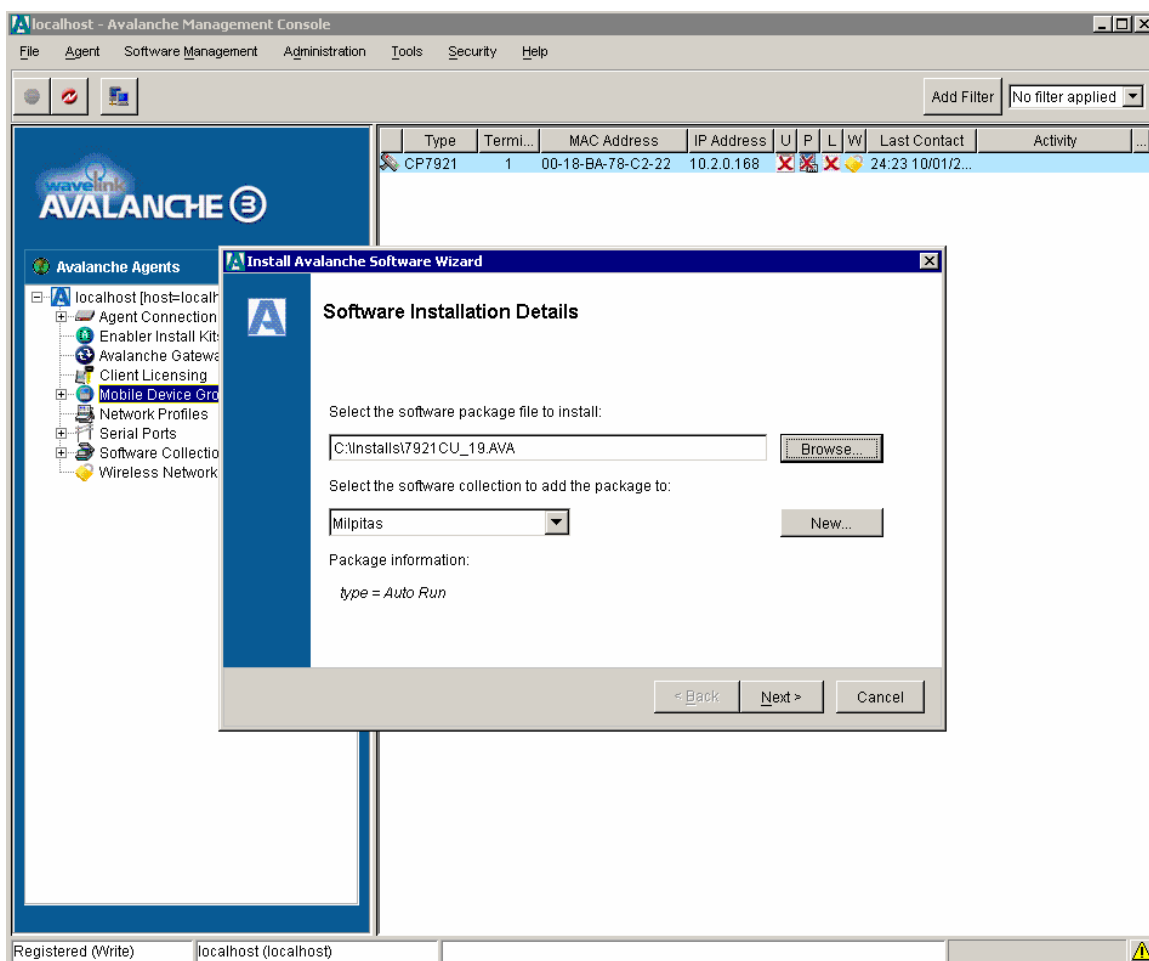 localhost - Avalanche Management Console
File Agent Software Management Administration Tools Security Help
Add Filter No filter applied
Type Termi... MAC Address IP Address U P L W Last Contact Activity ...
CP7921 1 00-18-BA-78-C2-22 10.2.0.168 24:23 10/01/2...
wavelink
AVALANCHE 3
Avalanche Agents
localhost [host=localh
Agent Connection
Enabler Install Kit
Avalanche Gatewa
Client Licensing
Mobile Device Gro
Network Profiles
Serial Ports
Software Collectio
Wireless Network
Install Avalanche Software Wizard
Software Installation Details
Select the software package file to install:
C:\Installs\7921CU_19.AVA Browse...
Select the software collection to add the package to:
Milpitas New...
Package information:
type = Auto Run
< Back Next > Cancel
Registered (Write) localhost (localhost)